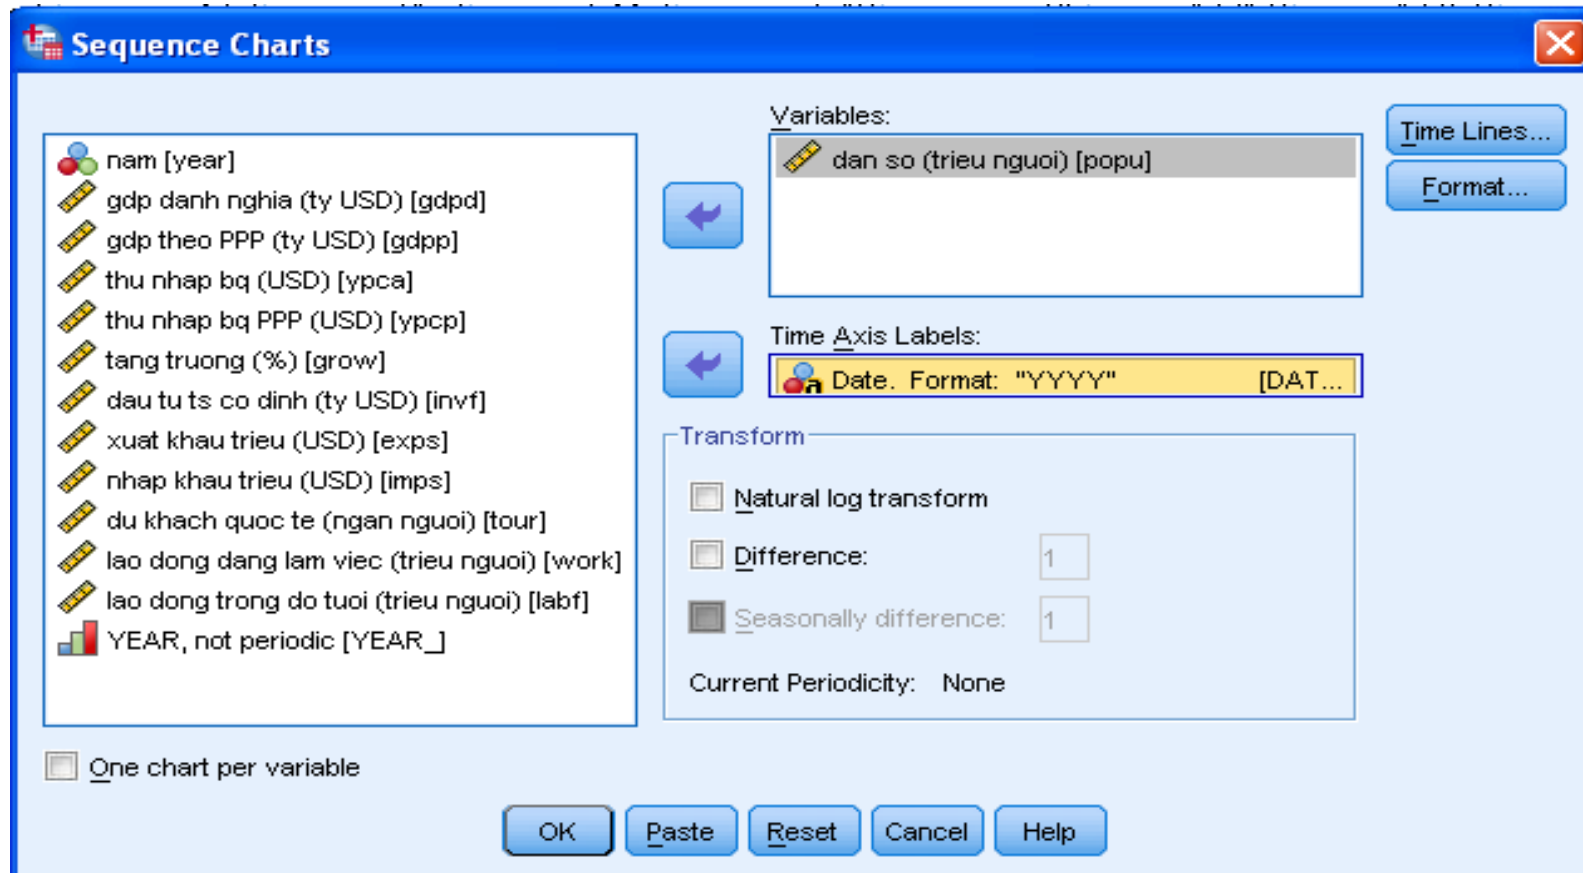 Sequence Charts
nam [year]
gdp danh nghia (ty USD) [gdpd]
gdp theo PPP (ty USD) [gdpp]
thu nhap bq (USD) [ypca]
thu nhap bq PPP (USD) [ypcp]
tang truong (%) [grow]
dau tu ts co dinh (ty USD) [invf]
xuat khau trieu (USD) [exps]
nhap khau trieu (USD) [imps]
du khach quoc te (ngan nguoi) [tour]
lao dong dang lam viec (trieu nguoi) [work]
lao dong trong do tuoi (trieu nguoi) [labf]
YEAR, not periodic [YEAR_]
One chart per variable
Variables:
dan so (trieu nguoi) [popu]
Time Axis Labels:
Date. Format: "YYYY" [DAT...
Transform
Natural log transform
Difference: 1
Seasonally difference: 1
Current Periodicity: None
Time Lines...
Format...
OK Paste Reset Cancel Help